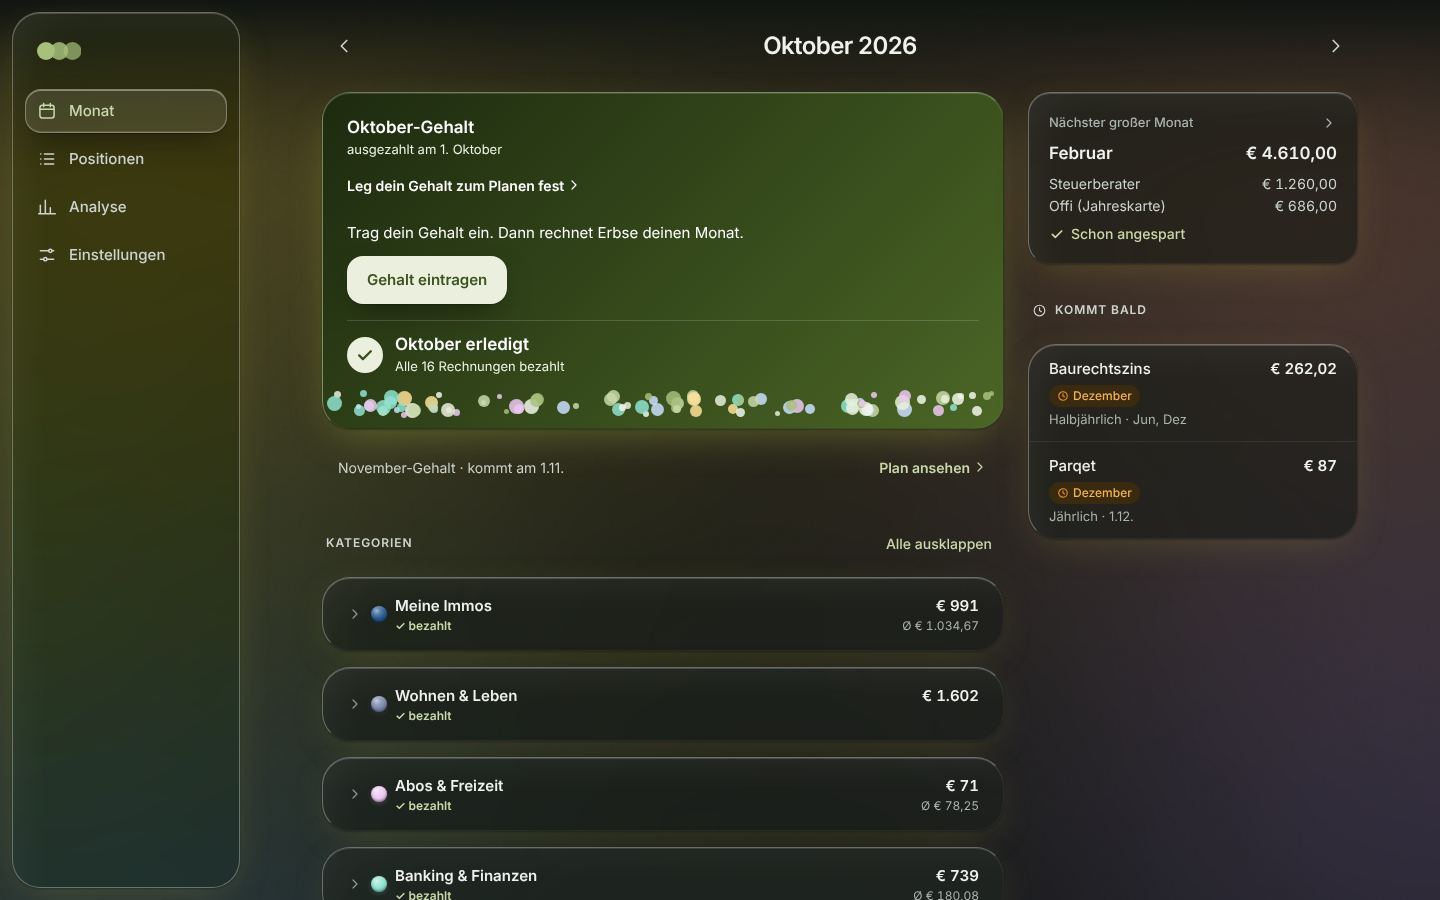 Monat
Positionen
Analyse
Einstellungen
Oktober 2026
Oktober-Gehalt
ausgezahlt am 1. Oktober
Leg dein Gehalt zum Planen fest
Trag dein Gehalt ein. Dann rechnet Erbse deinen Monat.
Gehalt eintragen
Oktober erledigt
Alle 16 Rechnungen bezahlt
November-Gehalt · kommt am 1.11.
Plan ansehen
KATEGORIEN
Alle ausklappen
Meine Immos
€ 991
✓ bezahlt
Ø € 1.034,67
Wohnen & Leben
€ 1.602
✓ bezahlt
Abos & Freizeit
€ 71
✓ bezahlt
Ø € 78,25
Banking & Finanzen
€ 739
✓ bezahlt
Ø € 180,08
Nächster großer Monat
Februar
€ 4.610,00
Steuerberater
€ 1.260,00
Offi (Jahreskarte)
€ 686,00
Schon angespart
KOMMT BALD
Baurechtszins
€ 262,02
Dezember
Halbjährlich · Jun, Dez
Parqet
€ 87
Dezember
Jährlich · 1.12.